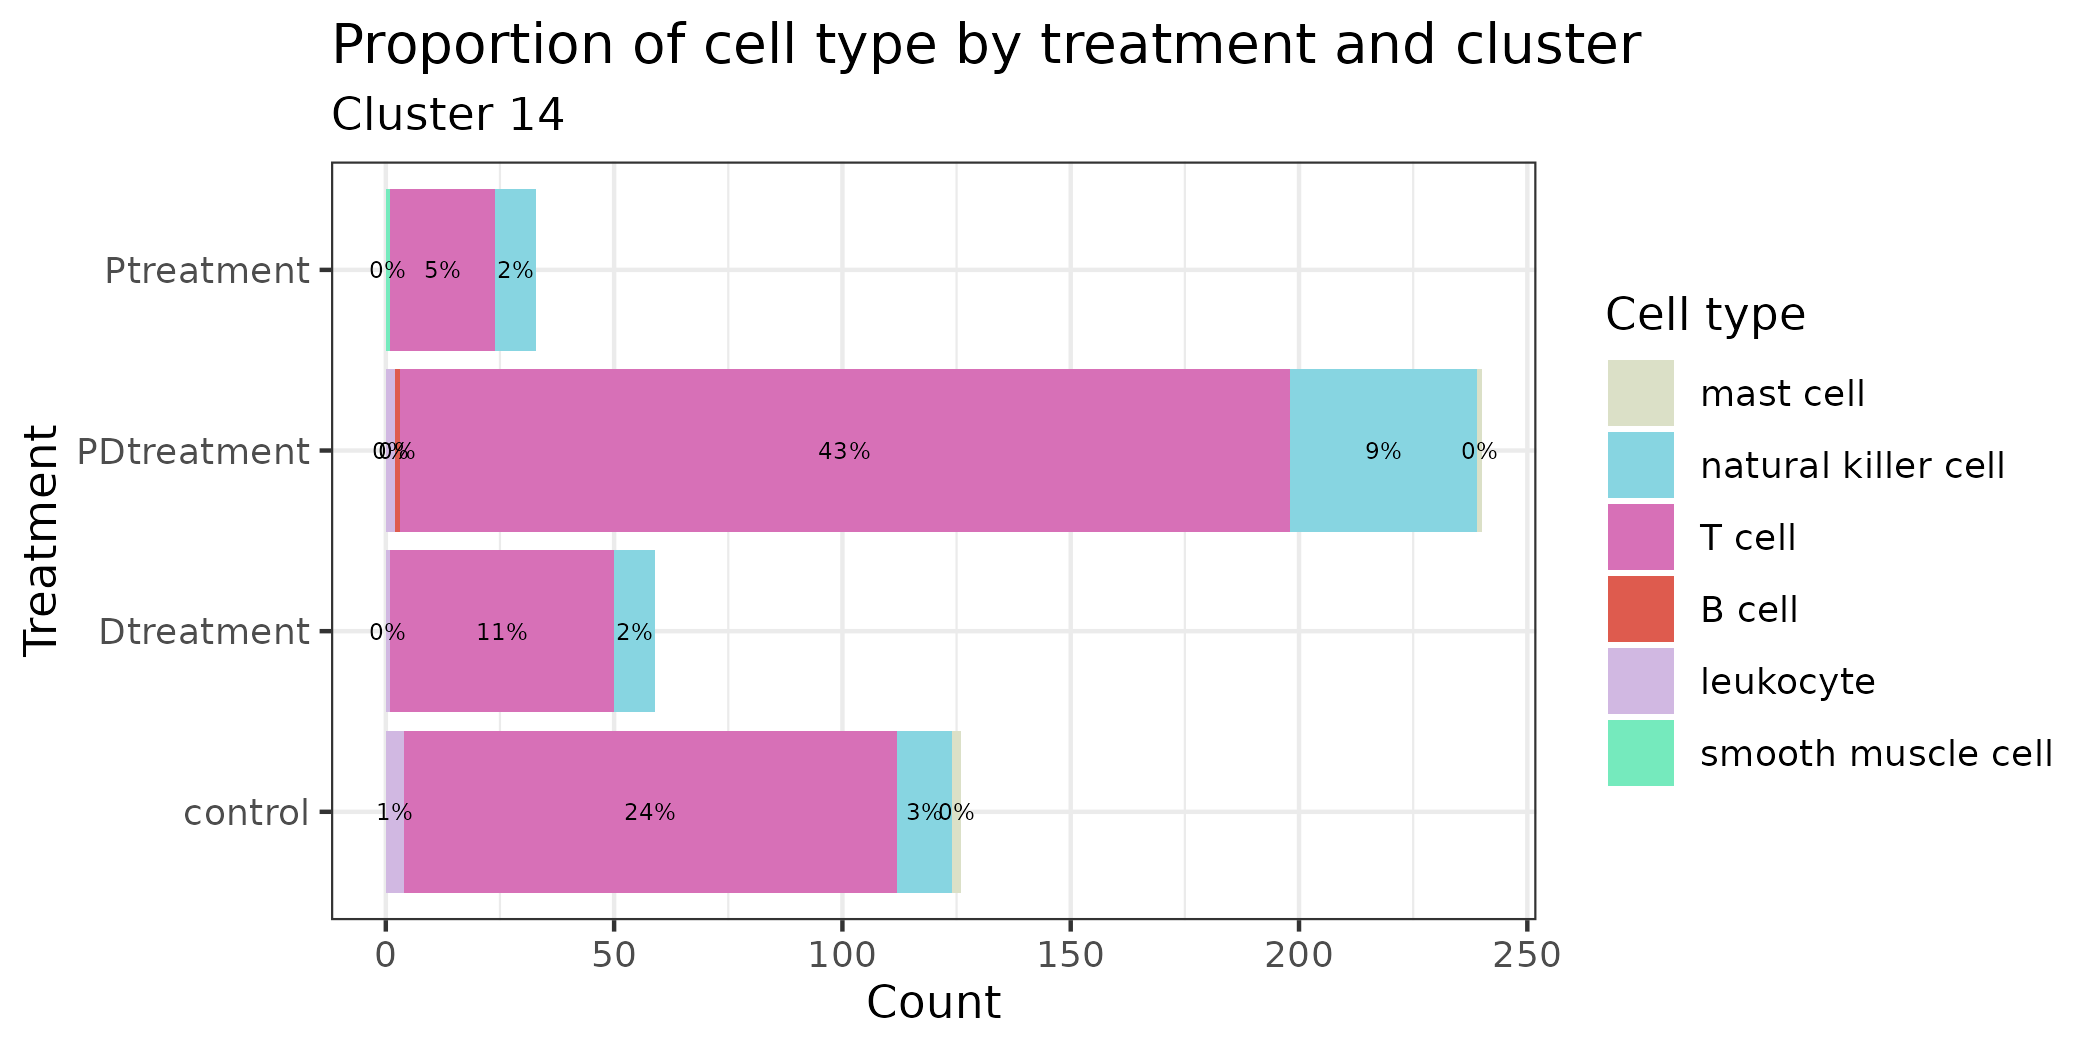 Proportion of cell type by treatment and cluster
Cluster 14
Treatment
Ptreatment
0% 5% 2%
PDtreatment
0% 0% 43% 9% 0%
Dtreatment
0% 11% 2%
control
1% 24% 3% 0%
0 50 100 150 200 250
Count
Cell type
mast cell
natural killer cell
T cell
B cell
leukocyte
smooth muscle cell